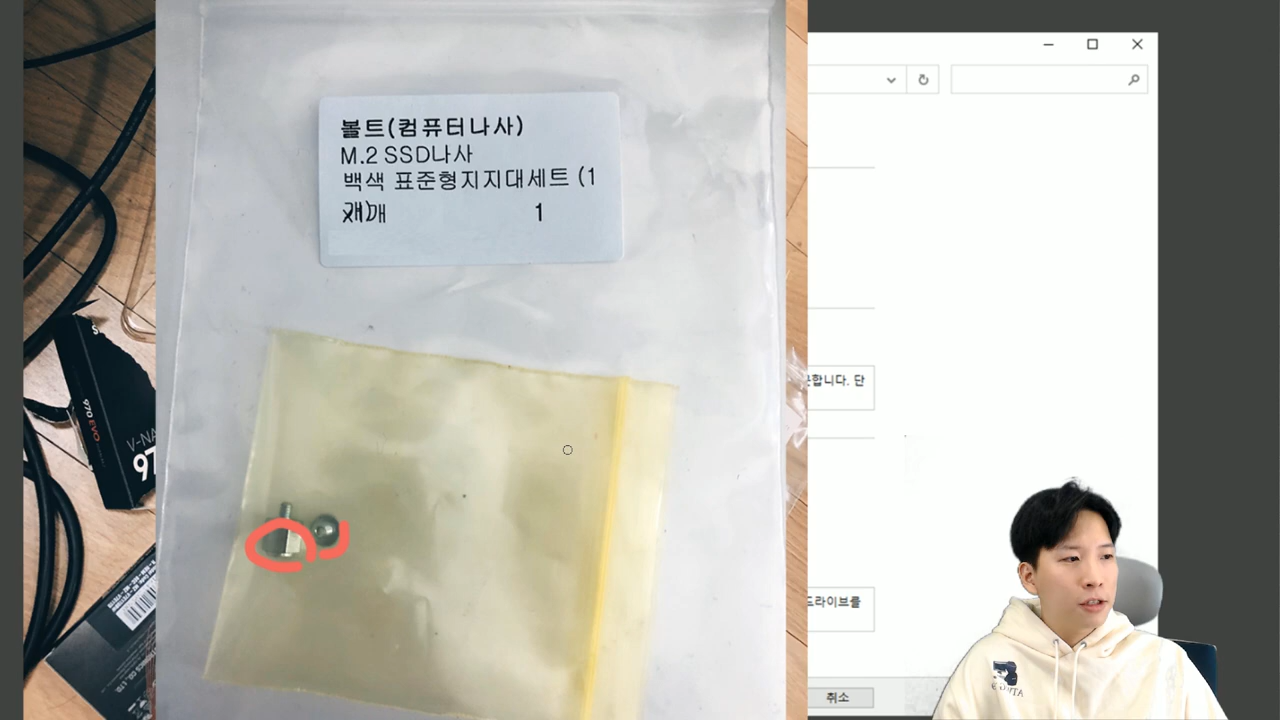 볼트(컴퓨터나사)
M.2 SSD나사
백색 표준형지지대세트 (1
개)개 1
970 EVO
V-NA
97
합니다. 단
드라이브를
취소